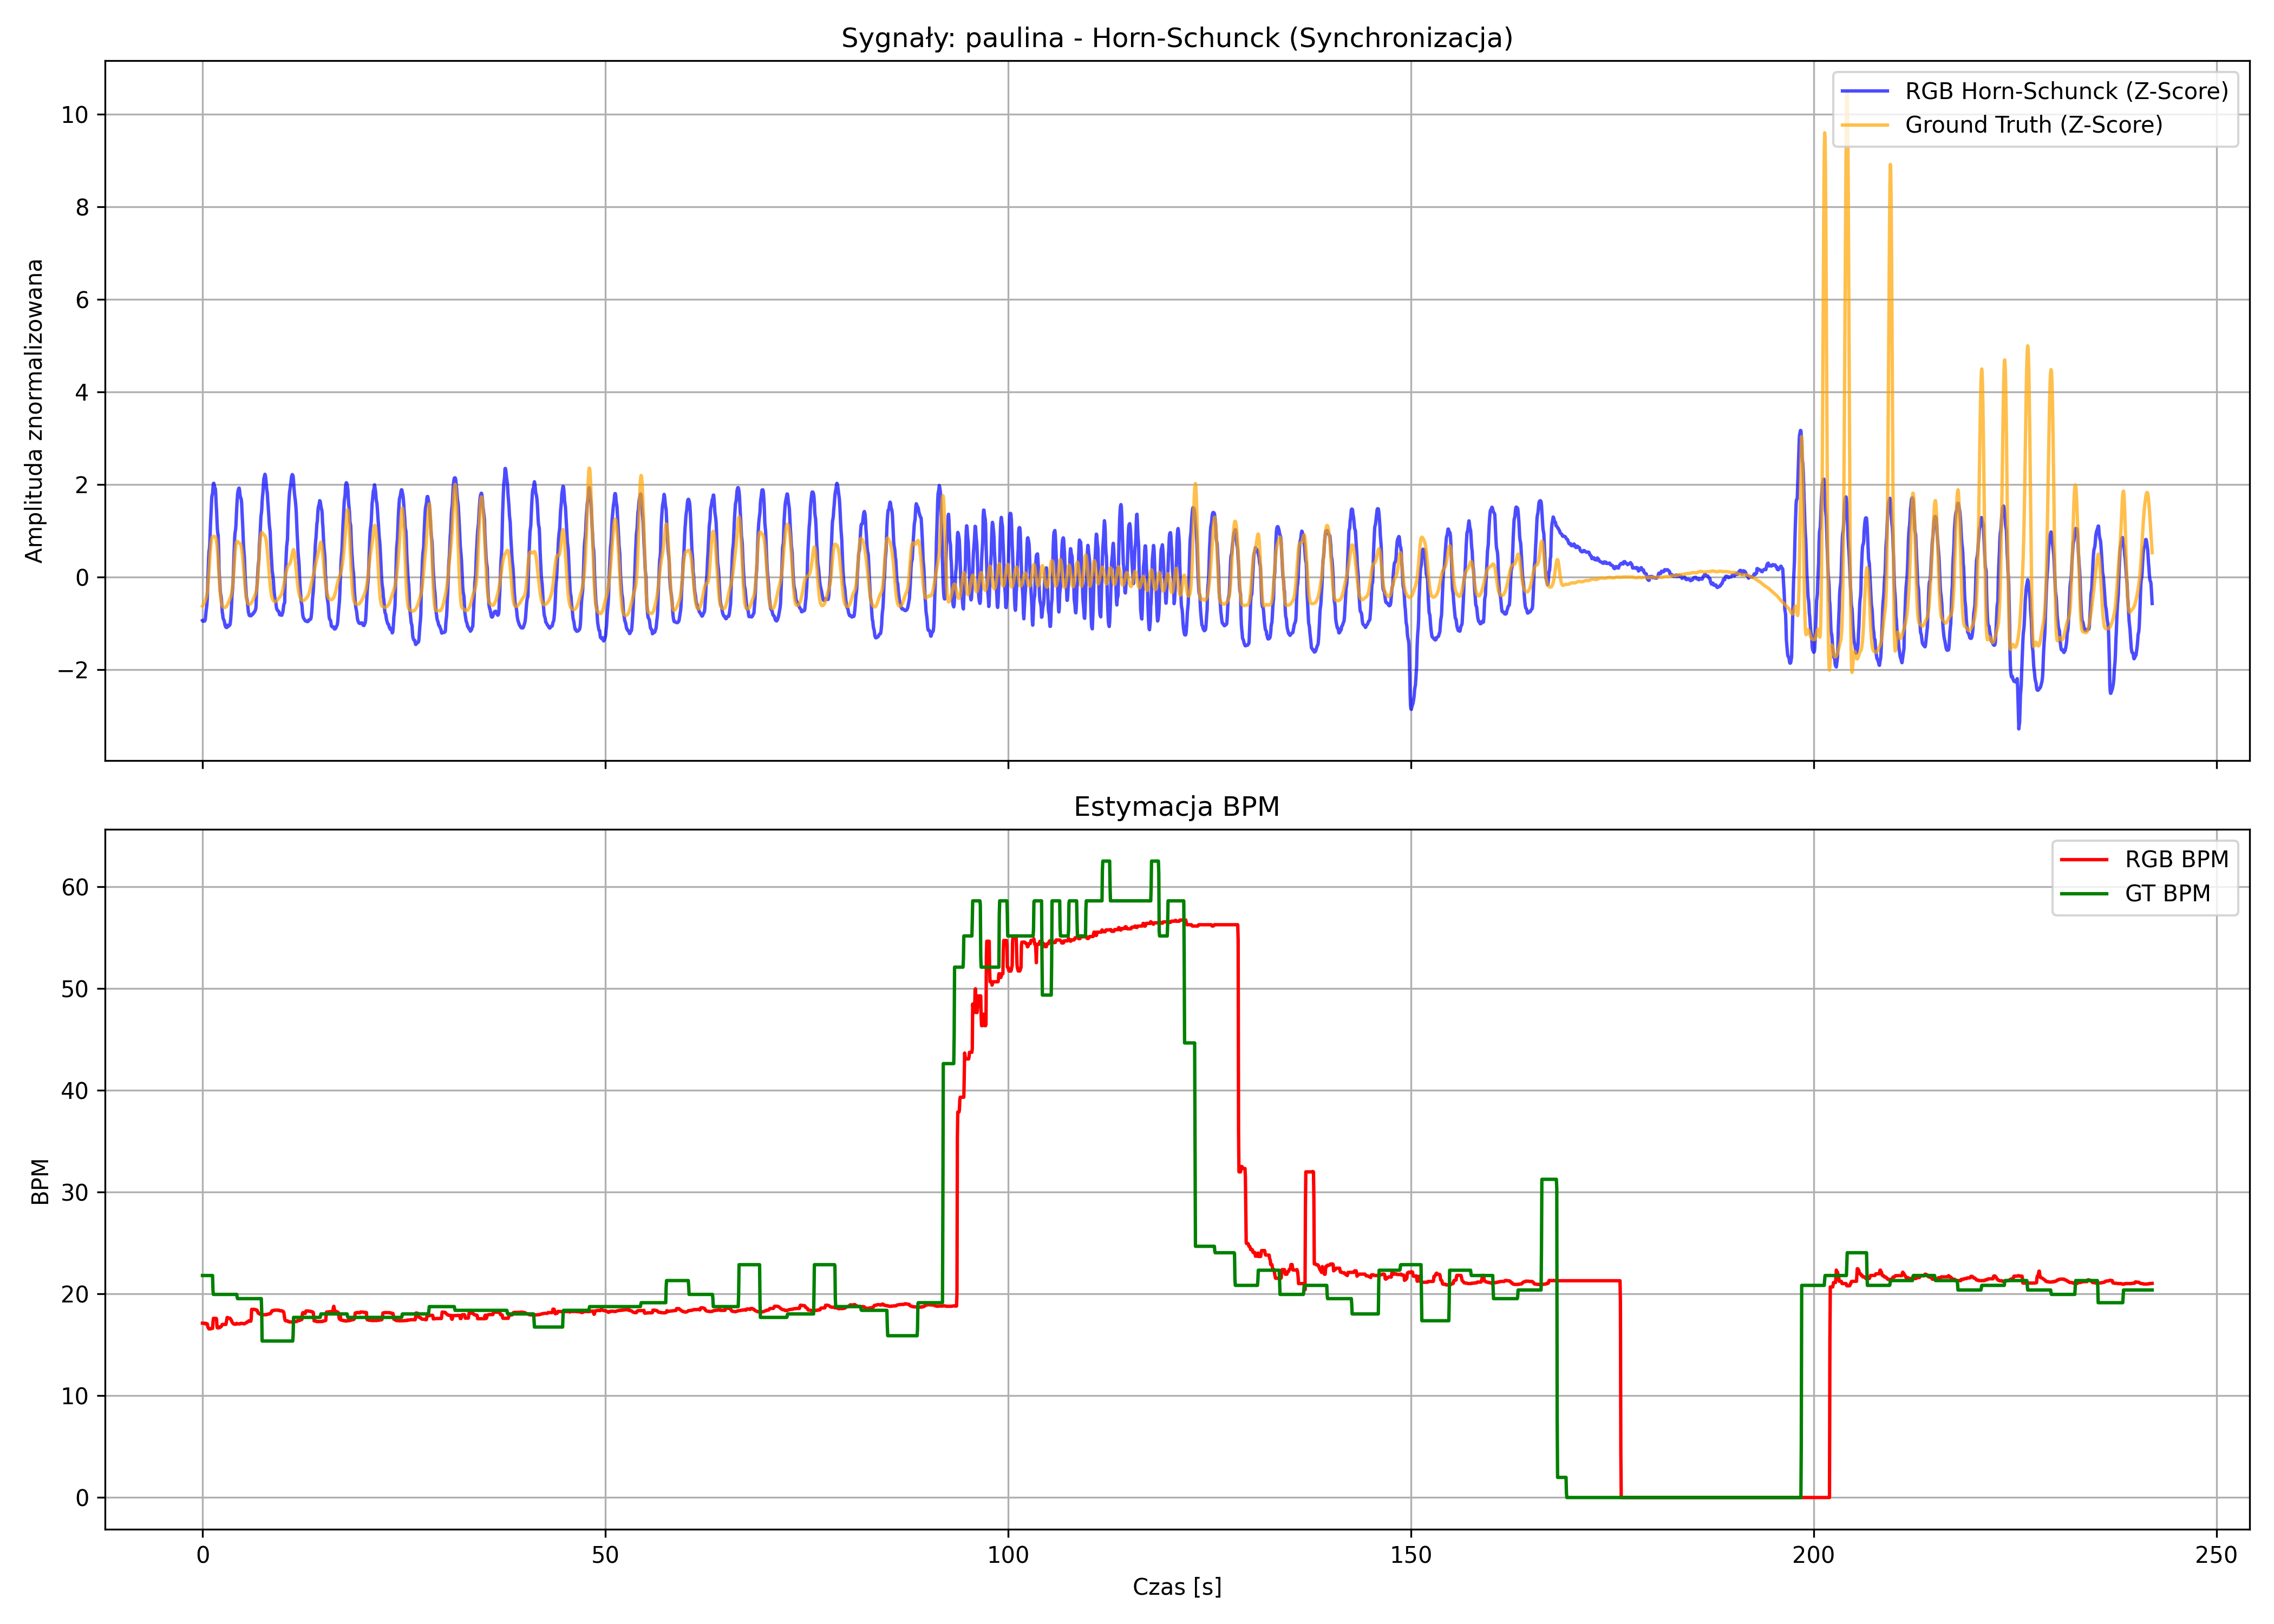 Sygnały: paulina - Horn-Schunck (Synchronizacja)
RGB Horn-Schunck (Z-Score)
Ground Truth (Z-Score)
Amplituda znormalizowana
10
8
6
4
2
0
−2
Estymacja BPM
RGB BPM
GT BPM
BPM
60
50
40
30
20
10
0
0
50
100
150
200
250
Czas [s]